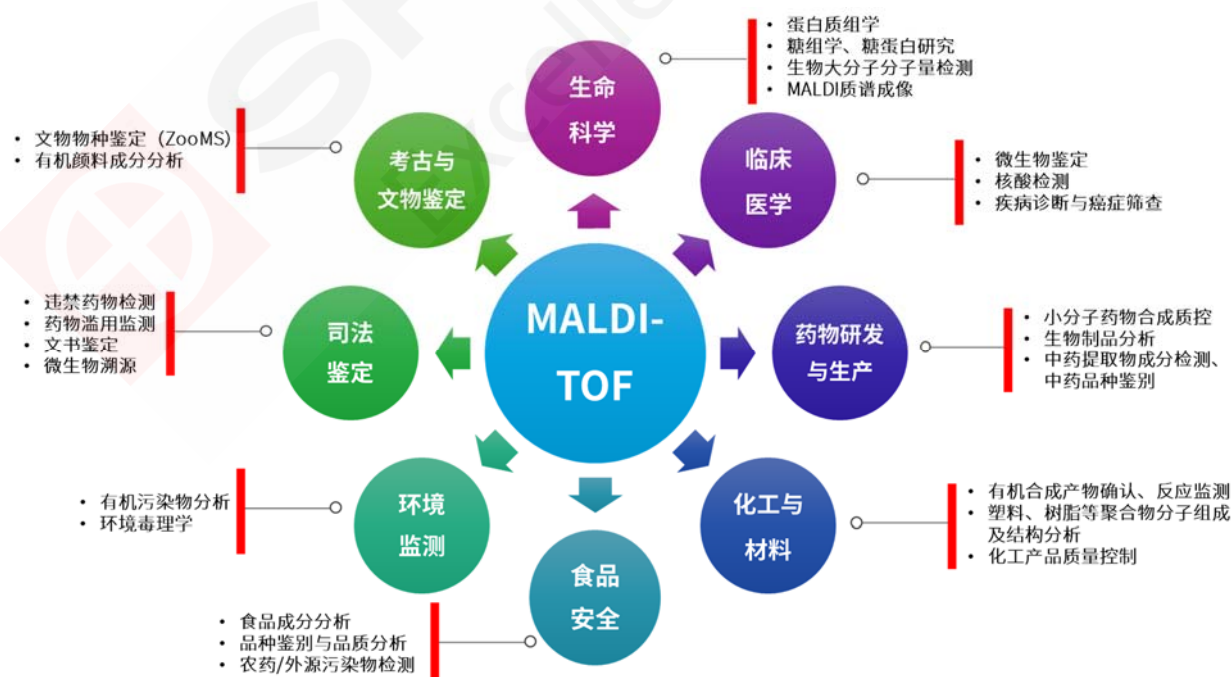 • 蛋白质组学
• 糖组学、糖蛋白研究
• 生物大分子分子量检测
• MALDI质谱成像
生命
科学
• 文物物种鉴定（ZooMS)
• 有机颜料成分分析
考古与
文物鉴定
临床
医学
• 微生物鉴定
• 核酸检测
• 疾病诊断与癌症筛查
• 违禁药物检测
• 药物滥用监测
• 文书鉴定
• 微生物溯源
司法
鉴定
MALDI-
TOF
药物研发
与生产
• 小分子药物合成质控
• 生物制品分析
• 中药提取物成分检测、
中药品种鉴别
• 有机污染物分析
• 环境毒理学
环境
监测
化工与
材料
• 有机合成产物确认、反应监测
• 塑料、树脂等聚合物分子组成
及结构分析
• 化工产品质量控制
食品
安全
• 食品成分分析
• 品种鉴别与品质分析
• 农药/外源污染物检测